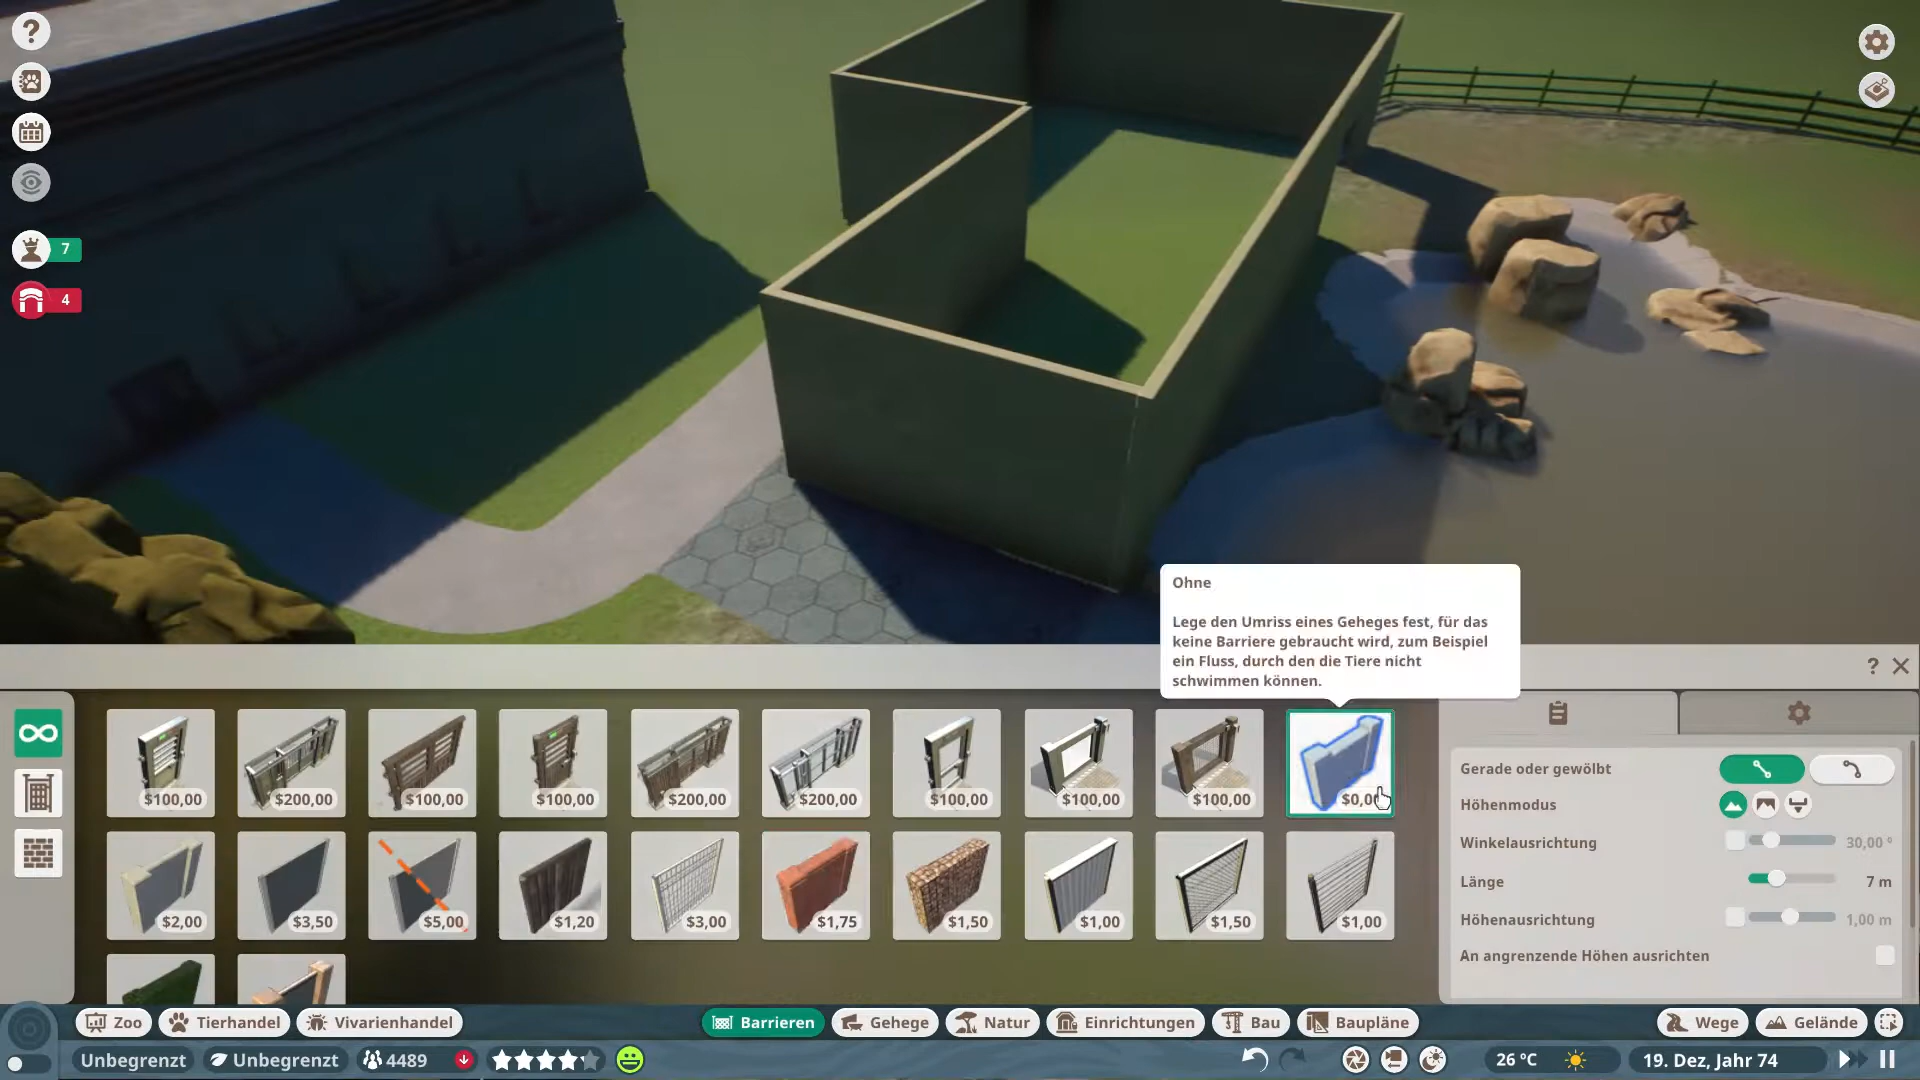 ?
7
4
Ohne
Lege den Umriss eines Geheges fest, für das
keine Barriere gebraucht wird, zum Beispiel
ein Fluss, durch den die Tiere nicht
schwimmen können.
?
$100,00
$200,00
$100,00
$100,00
$200,00
$200,00
$100,00
$100,00
$100,00
$0,00
$2,00
$3,50
$5,00
$1,20
$3,00
$1,75
$1,50
$1,00
$1,50
$1,00
Gerade oder gewölbt
Höhenmodus
Winkelausrichtung 30,00 °
Länge 7 m
Höhenausrichtung 1,00 m
An angrenzende Höhen ausrichten
Zoo Tierhandel Vivarienhandel Barrieren Gehege Natur Einrichtungen Bau Baupläne Wege Gelände
Unbegrenzt Unbegrenzt 4489 26 °C 19. Dez, Jahr 74